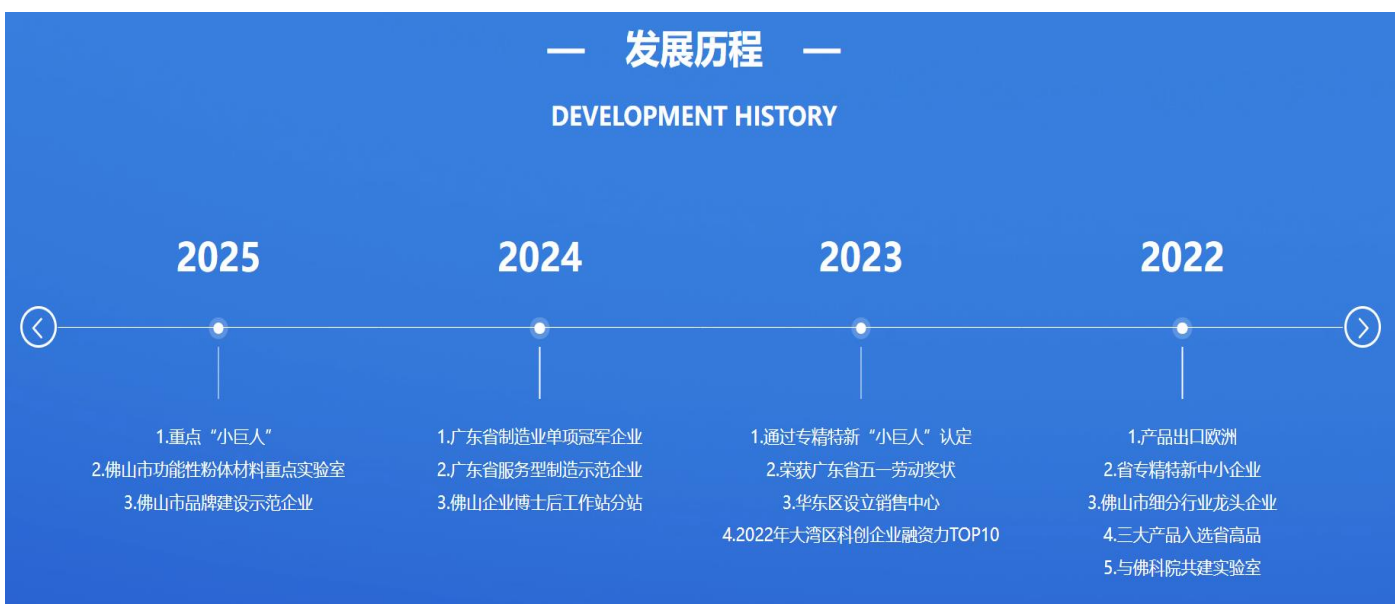 — 发展历程 —
DEVELOPMENT HISTORY
2025
1.重点“小巨人”
2.佛山市功能性粉体材料重点实验室
3.佛山市品牌建设示范企业
2024
1.广东省制造业单项冠军企业
2.广东省服务型制造示范企业
3.佛山企业博士后工作站分站
2023
1.通过专精特新“小巨人”认定
2.荣获广东省五一劳动奖状
3.华东区设立销售中心
4.2022年大湾区科创企业融资力TOP10
2022
1.产品出口欧洲
2.省专精特新中小企业
3.佛山市细分行业龙头企业
4.三大产品入选省高品
5.与佛科院共建实验室